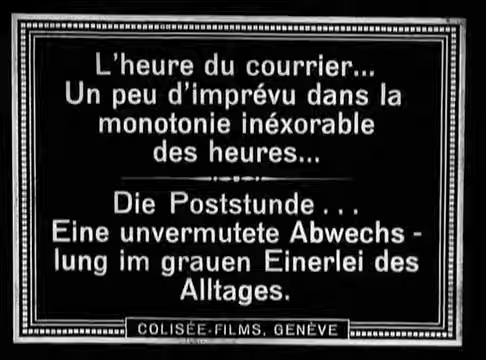 L'heure du courrier...
Un peu d'imprévu dans la
monotonie inéxorable
des heures...
Die Poststunde...
Eine unvermutete Abwechs-
lung im grauen Einerlei des
Alltages.
COLISÉE-FILMS, GENÈVE